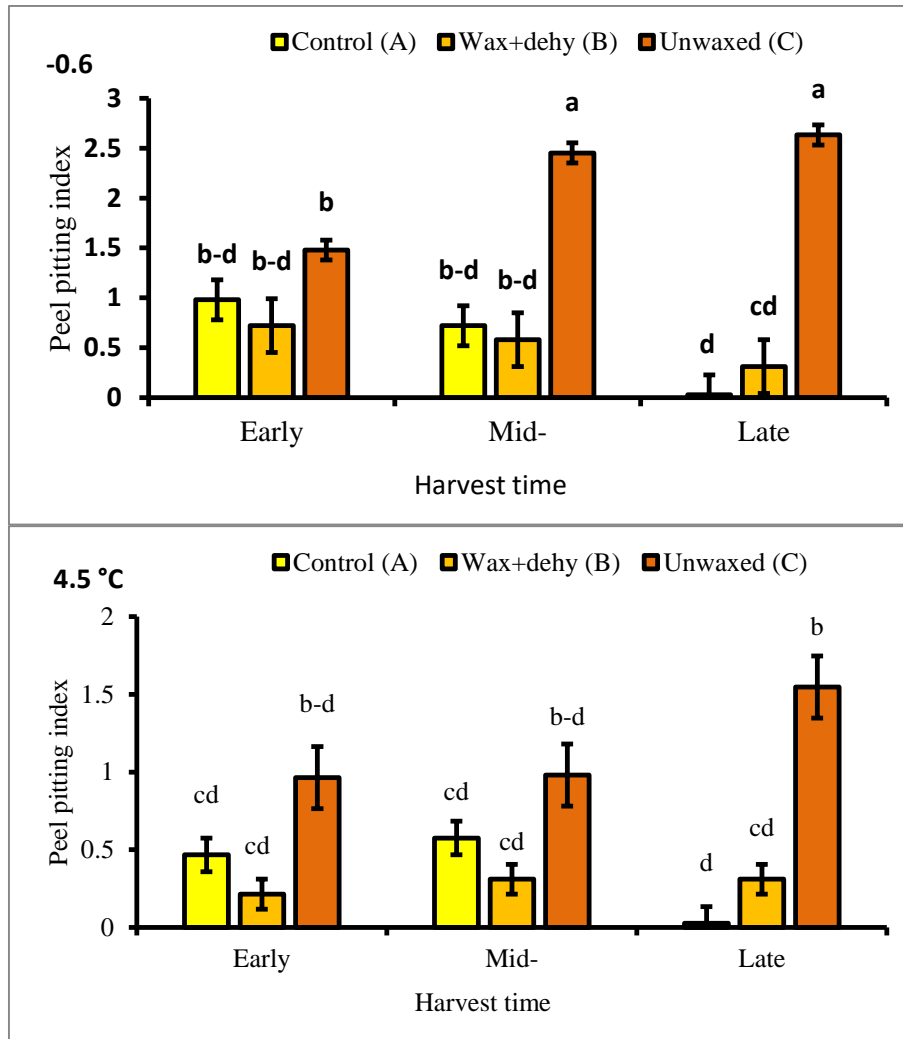 Control (A) Wax+dehy (B) Unwaxed (C)
-0.6
Peel pitting index
3
2.5
2
1.5
1
0.5
0
b-d b-d b
b-d b-d a
d cd a
Early Mid- Late
Harvest time
Control (A) Wax+dehy (B) Unwaxed (C)
4.5 °C
Peel pitting index
2
1.5
1
0.5
0
cd cd b-d
cd cd b-d
d cd b
Early Mid- Late
Harvest time